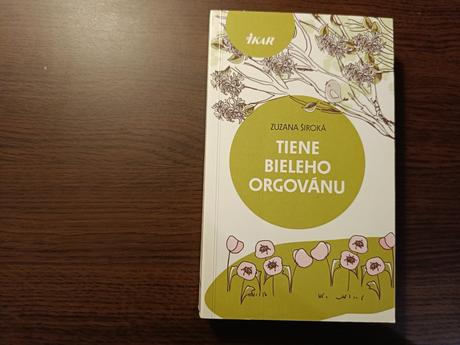 IKAR
ZUZANA ŠIROKÁ
TIENE
BIELEHO
ORGOVÁNU